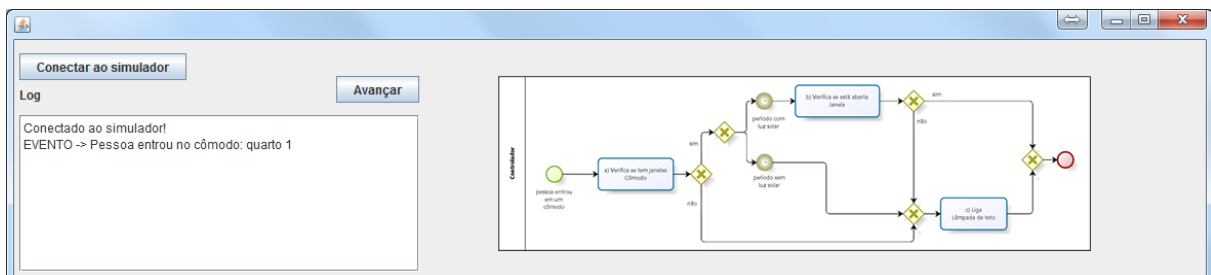 Conectar ao simulador
Log
Avançar
Conectado ao simulador!
EVENTO -> Pessoa entrou no cômodo: quarto 1
Controlador
pessoa entrou
em um
cômodo
a) Verifica se tem janelas
Cômodo
sim
não
período com
luz solar
período sem
luz solar
b) Verifica se está aberta
Janela
sim
não
c) Liga
Lâmpada de teto